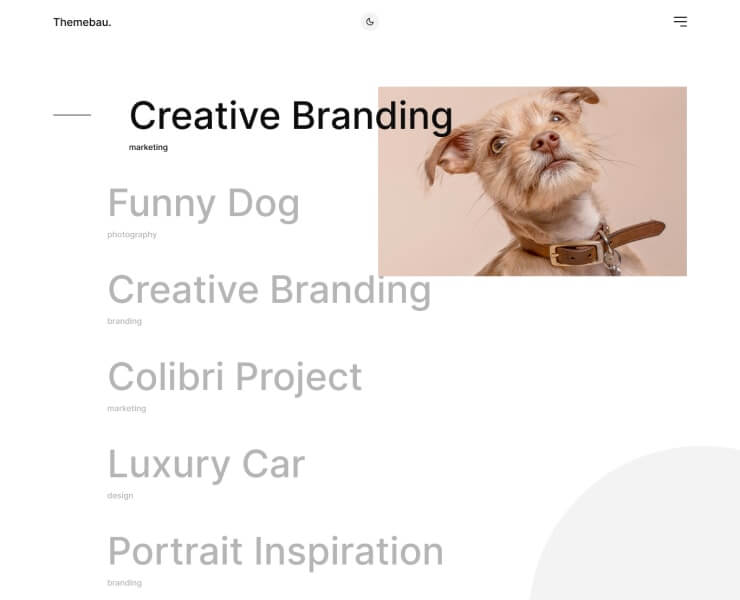 Themebau.
Creative Branding
marketing
Funny Dog
photography
Creative Branding
branding
Colibri Project
marketing
Luxury Car
design
Portrait Inspiration
branding